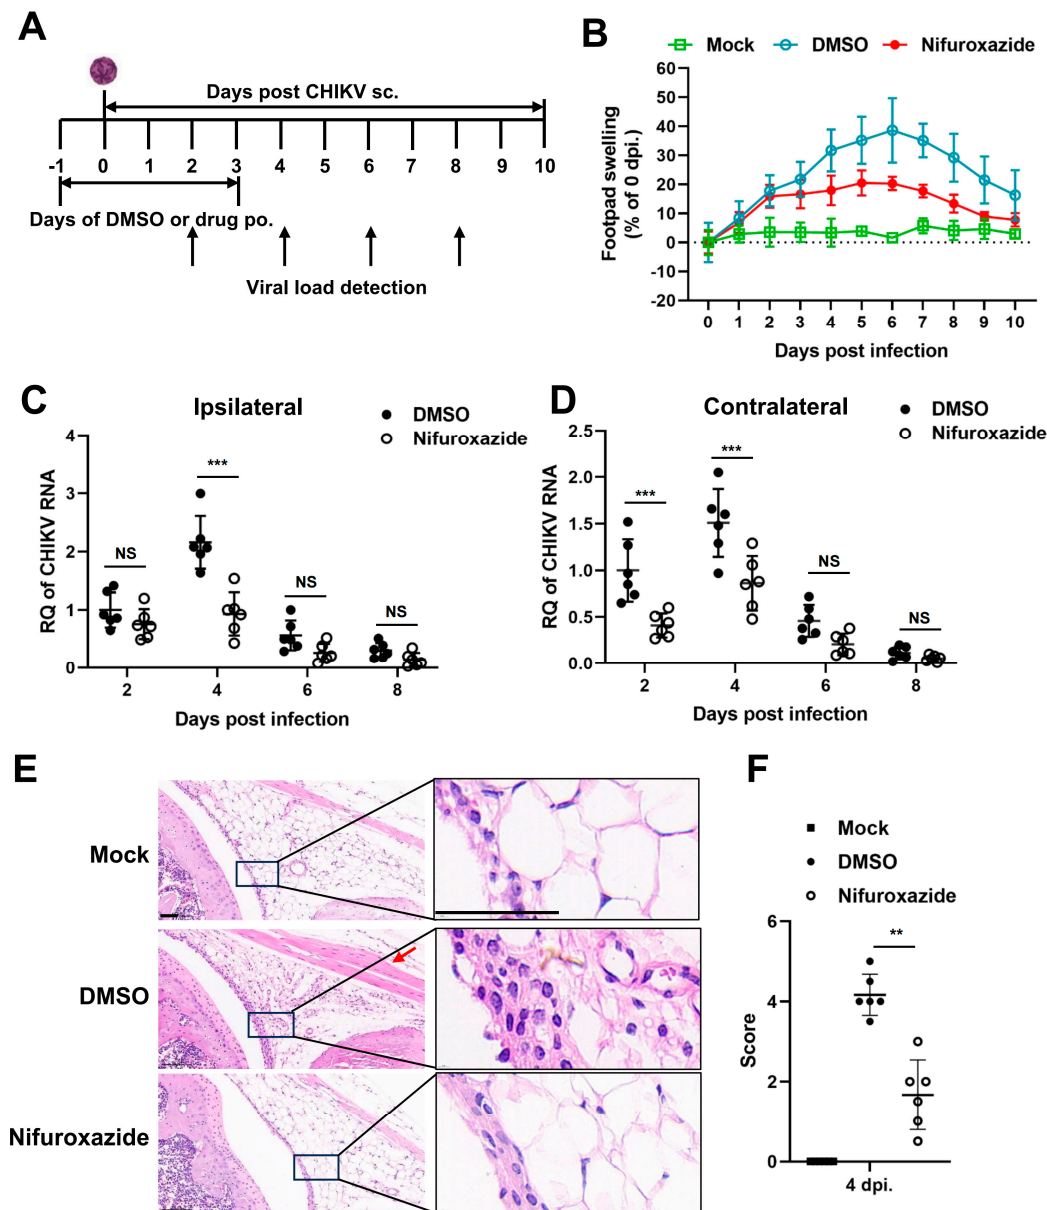 A
Days post CHIKV sc.
-1 0 1 2 3 4 5 6 7 8 9 10
Days of DMSO or drug po.
Viral load detection
B
Mock DMSO Nifuroxazide
Footpad swelling
(% of 0 dpi.)
60
50
40
30
20
10
0
-10
-20
0 1 2 3 4 5 6 7 8 9 10
Days post infection
C
Ipsilateral
DMSO
Nifuroxazide
RQ of CHIKV RNA
4
3
2
1
0
NS
***
NS
NS
2 4 6 8
Days post infection
D
Contralateral
DMSO
Nifuroxazide
RQ of CHIKV RNA
2.5
2.0
1.5
1.0
0.5
0.0
***
***
NS
NS
2 4 6 8
Days post infection
E
Mock
DMSO
Nifuroxazide
F
Mock
DMSO
Nifuroxazide
Score
6
4
2
0
**
4 dpi.